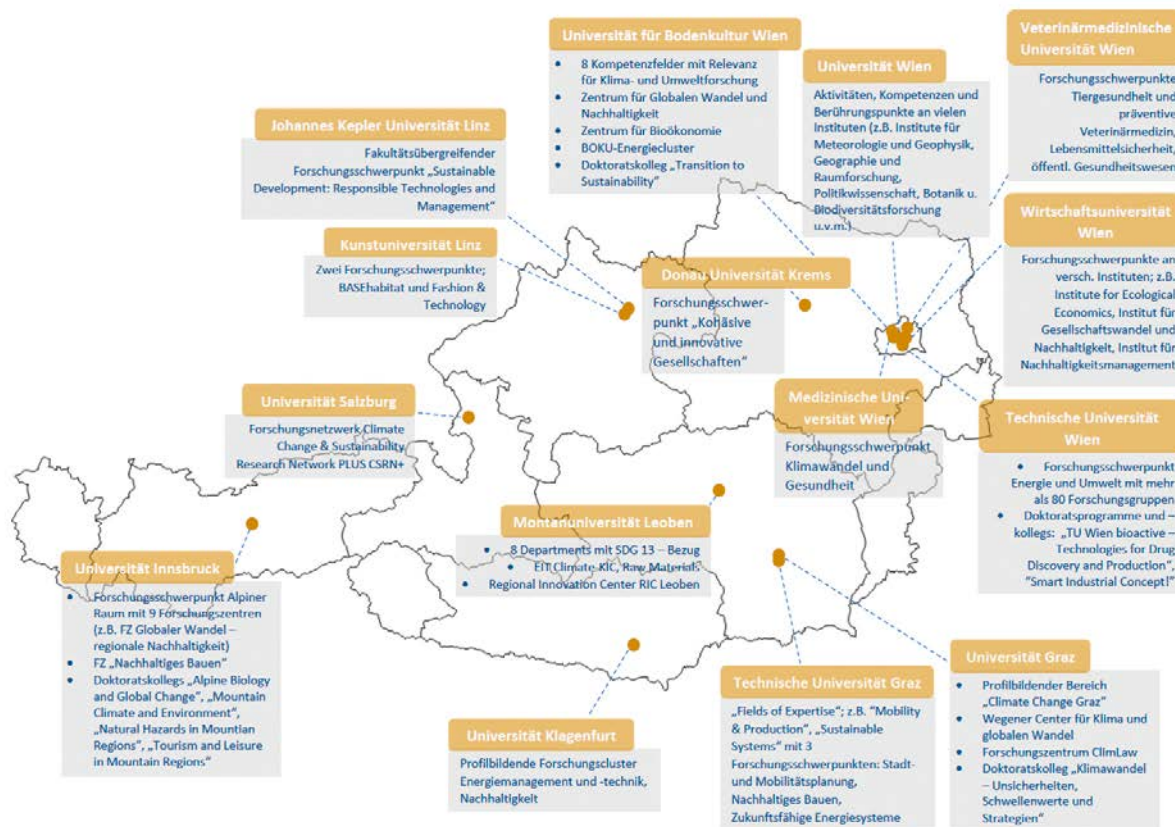 Universität für Bodenkultur Wien
• 8 Kompetenzfelder mit Relevanz
für Klima- und Umweltforschung
• Zentrum für Globalen Wandel und
Nachhaltigkeit
• Zentrum für Bioökonomie
• BOKU-Energiecluster
• Doktoratskolleg „Transition to
Sustainability“
Universität Wien
Aktivitäten, Kompetenzen und
Berührungspunkte an vielen
Instituten (z.B. Institute für
Meteorologie und Geophysik,
Geographie und
Raumforschung,
Politikwissenschaft, Botanik u.
Biodiversitätsforschung
u.v.m.)
Veterinärmedizinische
Universität Wien
Forschungsschwerpunkte
Tiergesundheit und
präventive
Veterinärmedizin,
Lebensmittelsicherheit,
öffentl. Gesundheitswesen
Johannes Kepler Universität Linz
Fakultätsübergreifender
Forschungsschwerpunkt „Sustainable
Development: Responsible Technologies and
Management“
Kunstuniversität Linz
Zwei Forschungsschwerpunkte;
BASEhabitat und Fashion &
Technology
Donau Universität Krems
Forschungsschwer-
punkt „Kohäsive
und innovative
Gesellschaften“
Wirtschaftsuniversität
Wien
Forschungsschwerpunkte an
versch. Instituten; z.B.
Institute for Ecological
Economics, Institut für
Gesellschaftswandel und
Nachhaltigkeit, Institut für
Nachhaltigkeitsmanagement
Universität Salzburg
Forschungsnetzwerk Climate
Change & Sustainability
Research Network PLUS CSRN+
Medizinische Uni-
versität Wien
Forschungsschwerpunkt
Klimawandel und
Gesundheit
Technische Universität
Wien
• Forschungsschwerpunkt
Energie und Umwelt mit mehr
als 80 Forschungsgruppen
• Doktoratsprogramme und –
kollegs: „TU Wien bioactive –
Technologies for Drug
Discovery and Production“,
“Smart Industrial Concept!”
Montanuniversität Leoben
• 8 Departments mit SDG 13 – Bezug
• EIT Climate-KIC, Raw Materials
• Regional Innovation Center RIC Leoben
Universität Innsbruck
• Forschungsschwerpunkt Alpiner
Raum mit 9 Forschungszentren
(z.B. FZ Globaler Wandel –
regionale Nachhaltigkeit)
• FZ „Nachhaltiges Bauen“
• Doktoratskollegs „Alpine Biology
and Global Change“, „Mountain
Climate and Environment“,
„Natural Hazards in Mountian
Regions“, „Tourism and Leisure
in Mountain Regions“
Universität Klagenfurt
Profilbildende Forschungscluster
Energiemanagement und -technik,
Nachhaltigkeit
Technische Universität Graz
„Fields of Expertise“; z.B. “Mobility
& Production”, „Sustainable
Systems“ mit 3
Forschungsschwerpunkten: Stadt-
und Mobilitätsplanung,
Nachhaltiges Bauen,
Zukunftsfähige Energiesysteme
Universität Graz
• Profilbildender Bereich
„Climate Change Graz“
• Wegener Center für Klima und
globalen Wandel
• Forschungszentrum ClimLaw
• Doktoratskolleg „Klimawandel
– Unsicherheiten,
Schwellenwerte und
Strategien“